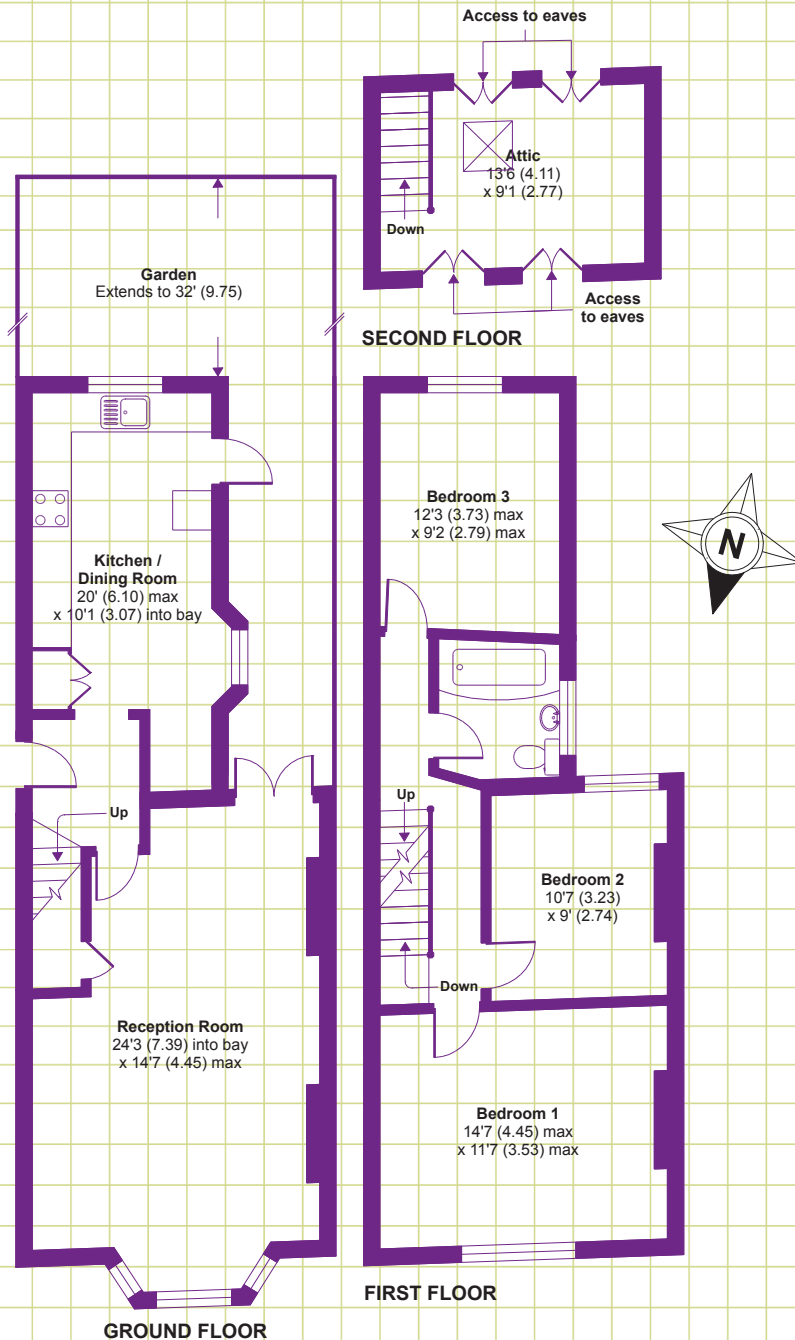 Access to eaves
Attic
13'6 (4.11)
x 9'1 (2.77)
Down
Access
to eaves
SECOND FLOOR
Garden
Extends to 32' (9.75)
Kitchen /
Dining Room
20' (6.10) max
x 10'1 (3.07) into bay
Up
Reception Room
24'3 (7.39) into bay
x 14'7 (4.45) max
GROUND FLOOR
Bedroom 3
12'3 (3.73) max
x 9'2 (2.79) max
N
Up
Bedroom 2
10'7 (3.23)
x 9' (2.74)
Down
Bedroom 1
14'7 (4.45) max
x 11'7 (3.53) max
FIRST FLOOR